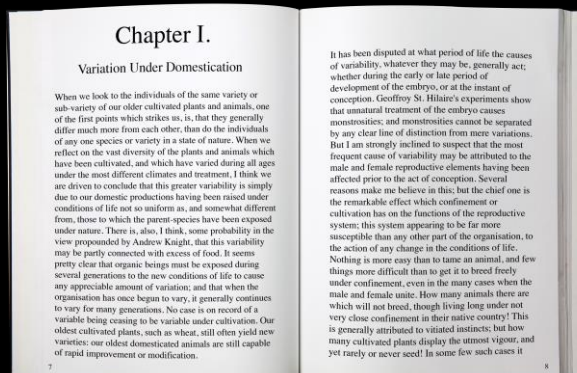 Chapter I.
Variation Under Domestication
When we look to the individuals of the same variety or
sub-variety of our older cultivated plants and animals, one
of the first points which strikes us, is, that they generally
differ much more from each other, than do the individuals
of any one species or variety in a state of nature. When we
reflect on the vast diversity of the plants and animals which
have been cultivated, and which have varied during all ages
under the most different climates and treatment, I think we
are driven to conclude that this greater variability is simply
due to our domestic productions having been raised under
conditions of life not so uniform as, and somewhat different
from, those to which the parent-species have been exposed
under nature. There is, also, I think, some probability in the
view propounded by Andrew Knight, that this variability
may be partly connected with excess of food. It seems
pretty clear that organic beings must be exposed during
several generations to the new conditions of life to cause
any appreciable amount of variation; and that when the
organisation has once begun to vary, it generally continues
to vary for many generations. No case is on record of a
variable being ceasing to be variable under cultivation. Our
oldest cultivated plants, such as wheat, still often yield new
varieties: our oldest domesticated animals are still capable
of rapid improvement or modification.
7
It has been disputed at what period of life the causes
of variability, whatever they may be, generally act;
whether during the early or late period of
development of the embryo, or at the instant of
conception. Geoffroy St. Hilaire's experiments show
that unnatural treatment of the embryo causes
monstrosities; and monstrosities cannot be separated
by any clear line of distinction from mere variations.
But I am strongly inclined to suspect that the most
frequent cause of variability may be attributed to the
male and female reproductive elements having been
affected prior to the act of conception. Several
reasons make me believe in this; but the chief one is
the remarkable effect which confinement or
cultivation has on the functions of the reproductive
system; this system appearing to be far more
susceptible than any other part of the organisation, to
the action of any change in the conditions of life.
Nothing is more easy than to tame an animal, and few
things more difficult than to get it to breed freely
under confinement, even in the many cases when the
male and female unite. How many animals there are
which will not breed, though living long under not
very close confinement in their native country! This
is generally attributed to vitiated instincts; but how
many cultivated plants display the utmost vigour, and
yet rarely or never seed! In some few such cases it
8